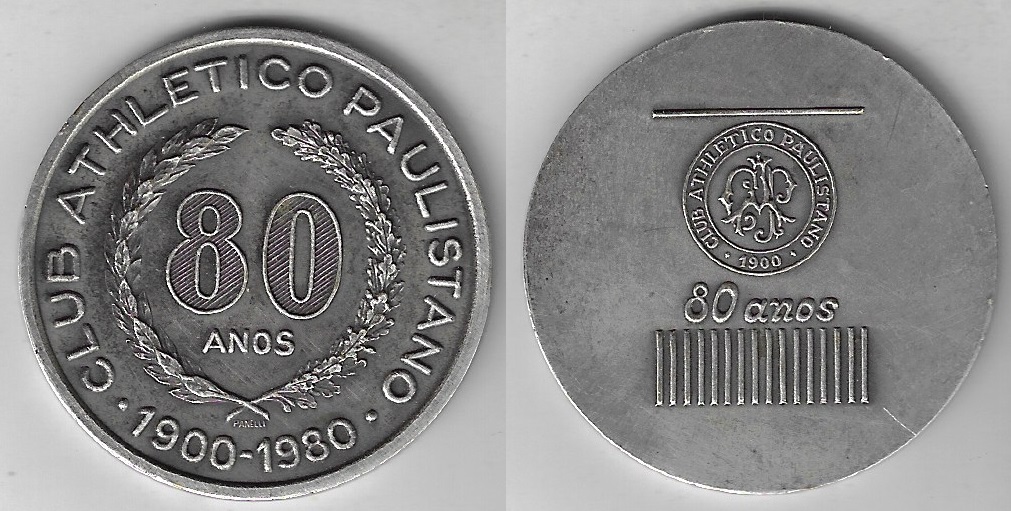 CLUB ATHLETICO PAULISTANO
80
ANOS
PANELLI
· 1900-1980 ·
CLUB ATHLETICO PAULISTANO
· 1900 ·
80 anos